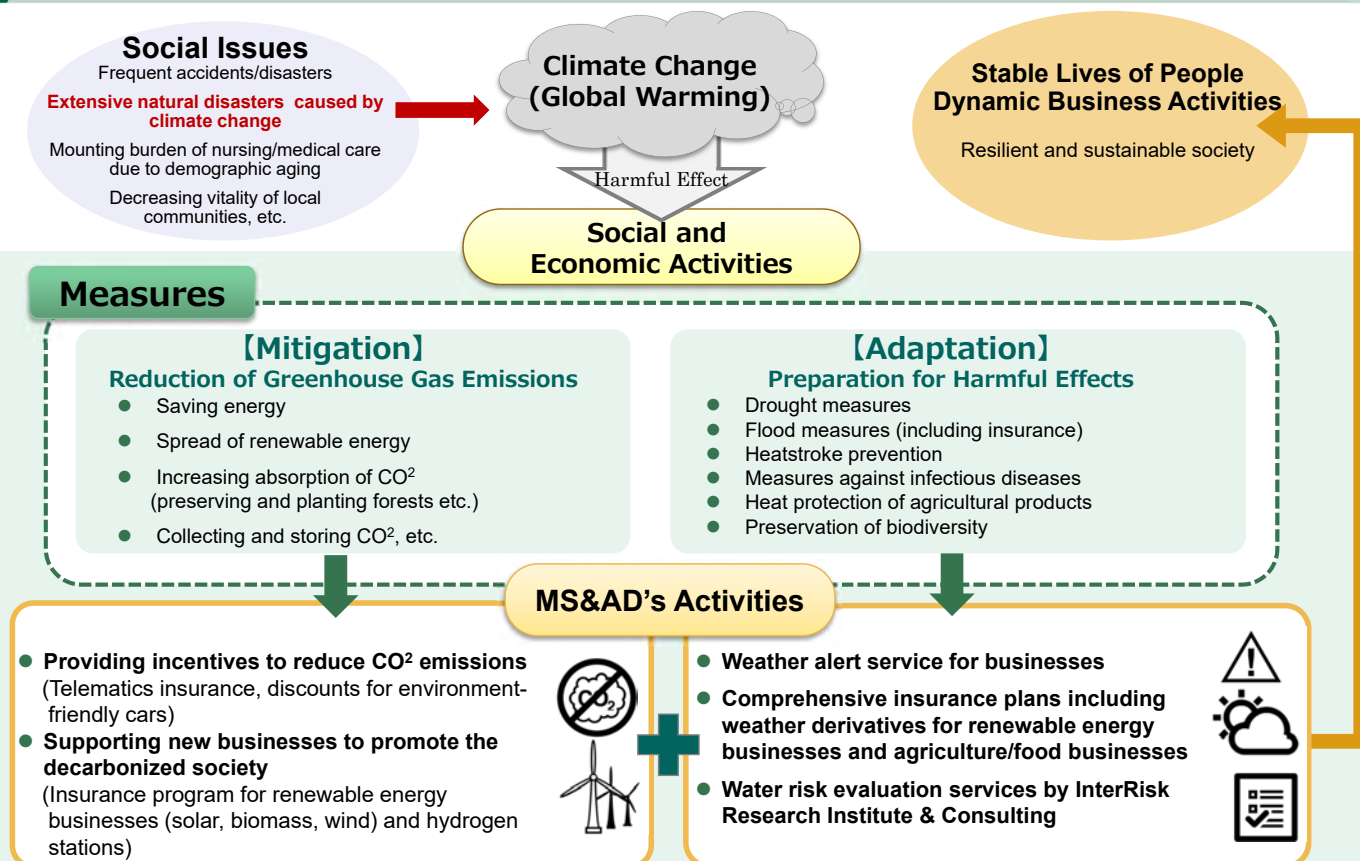 Social Issues
Frequent accidents/disasters
Extensive natural disasters caused by
climate change
Mounting burden of nursing/medical care
due to demographic aging
Decreasing vitality of local
communities, etc.
Climate Change
(Global Warming)
Harmful Effect
Social and
Economic Activities
Stable Lives of People
Dynamic Business Activities
Resilient and sustainable society
Measures
【Mitigation】
Reduction of Greenhouse Gas Emissions
● Saving energy
● Spread of renewable energy
● Increasing absorption of CO²
(preserving and planting forests etc.)
● Collecting and storing CO², etc.
【Adaptation】
Preparation for Harmful Effects
● Drought measures
● Flood measures (including insurance)
● Heatstroke prevention
● Measures against infectious diseases
● Heat protection of agricultural products
● Preservation of biodiversity
MS&AD's Activities
● Providing incentives to reduce CO² emissions
(Telematics insurance, discounts for environment-
friendly cars)
● Supporting new businesses to promote the
decarbonized society
(Insurance program for renewable energy
businesses (solar, biomass, wind) and hydrogen
stations)
CO₂
● Weather alert service for businesses
● Comprehensive insurance plans including
weather derivatives for renewable energy
businesses and agriculture/food businesses
● Water risk evaluation services by InterRisk
Research Institute & Consulting